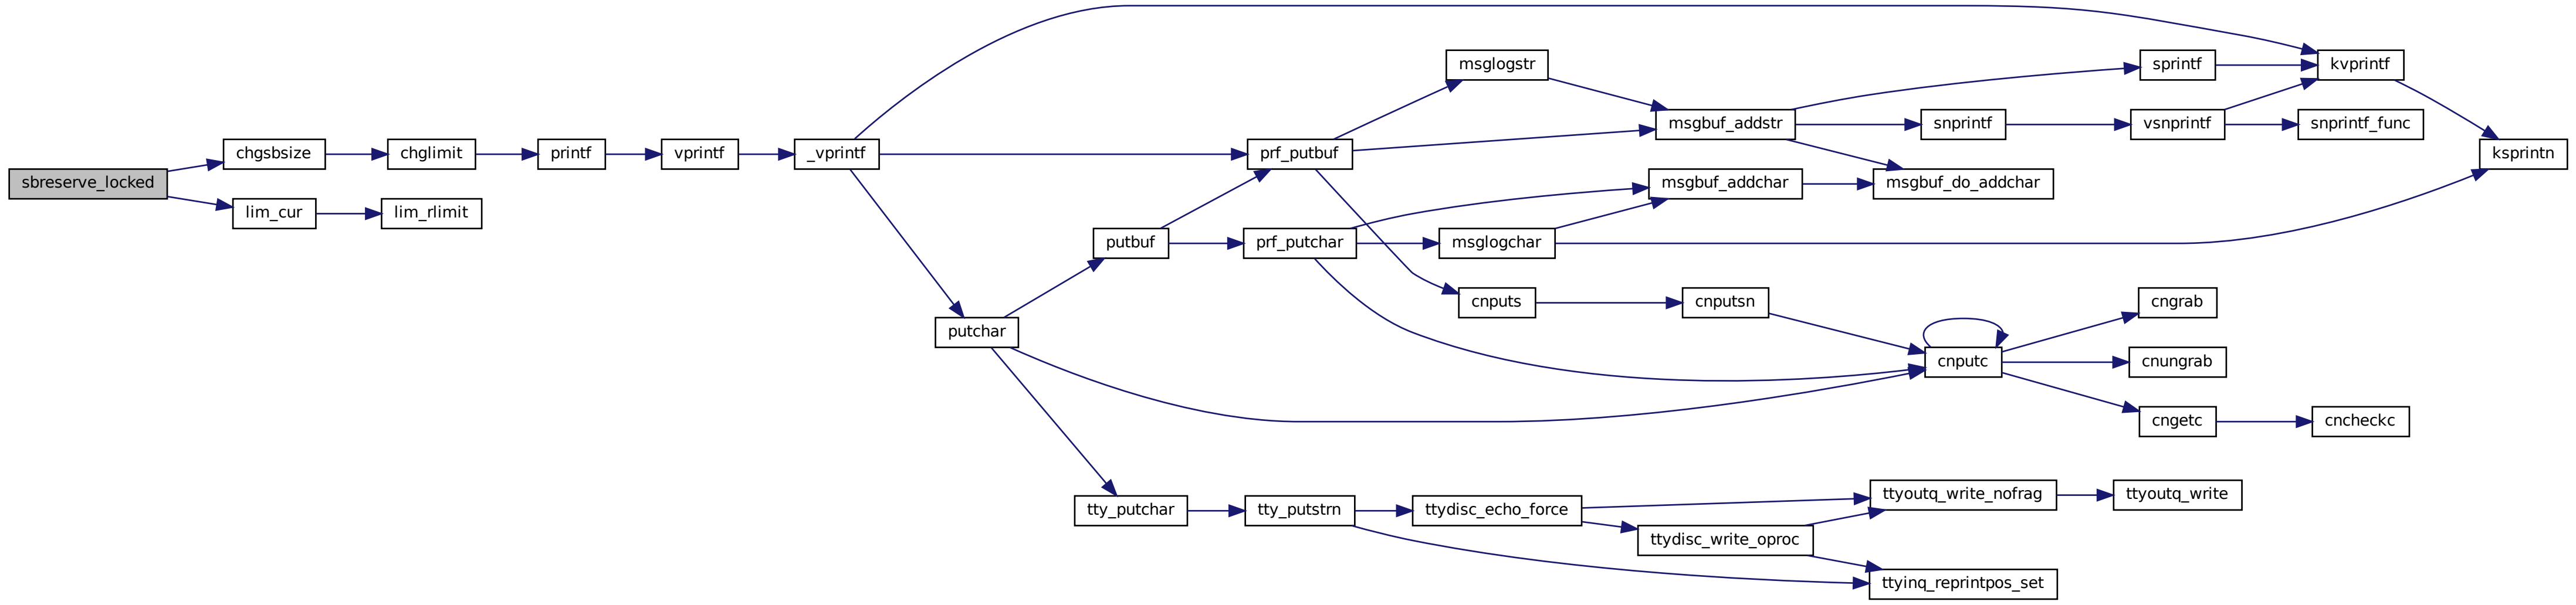 sbreserve_locked
chgsbsize
chglimit
printf
vprintf
_vprintf
lim_cur
lim_rlimit
prf_putbuf
msglogstr
msgbuf_addstr
sprintf
kvprintf
snprintf
vsnprintf
snprintf_func
ksprintn
msgbuf_addchar
msgbuf_do_addchar
putbuf
prf_putchar
msglogchar
putchar
cnputs
cnputsn
cnputc
cngrab
cnungrab
cngetc
cncheckc
tty_putchar
tty_putstrn
ttydisc_echo_force
ttydisc_write_oproc
ttyoutq_write_nofrag
ttyoutq_write
ttyinq_reprintpos_set